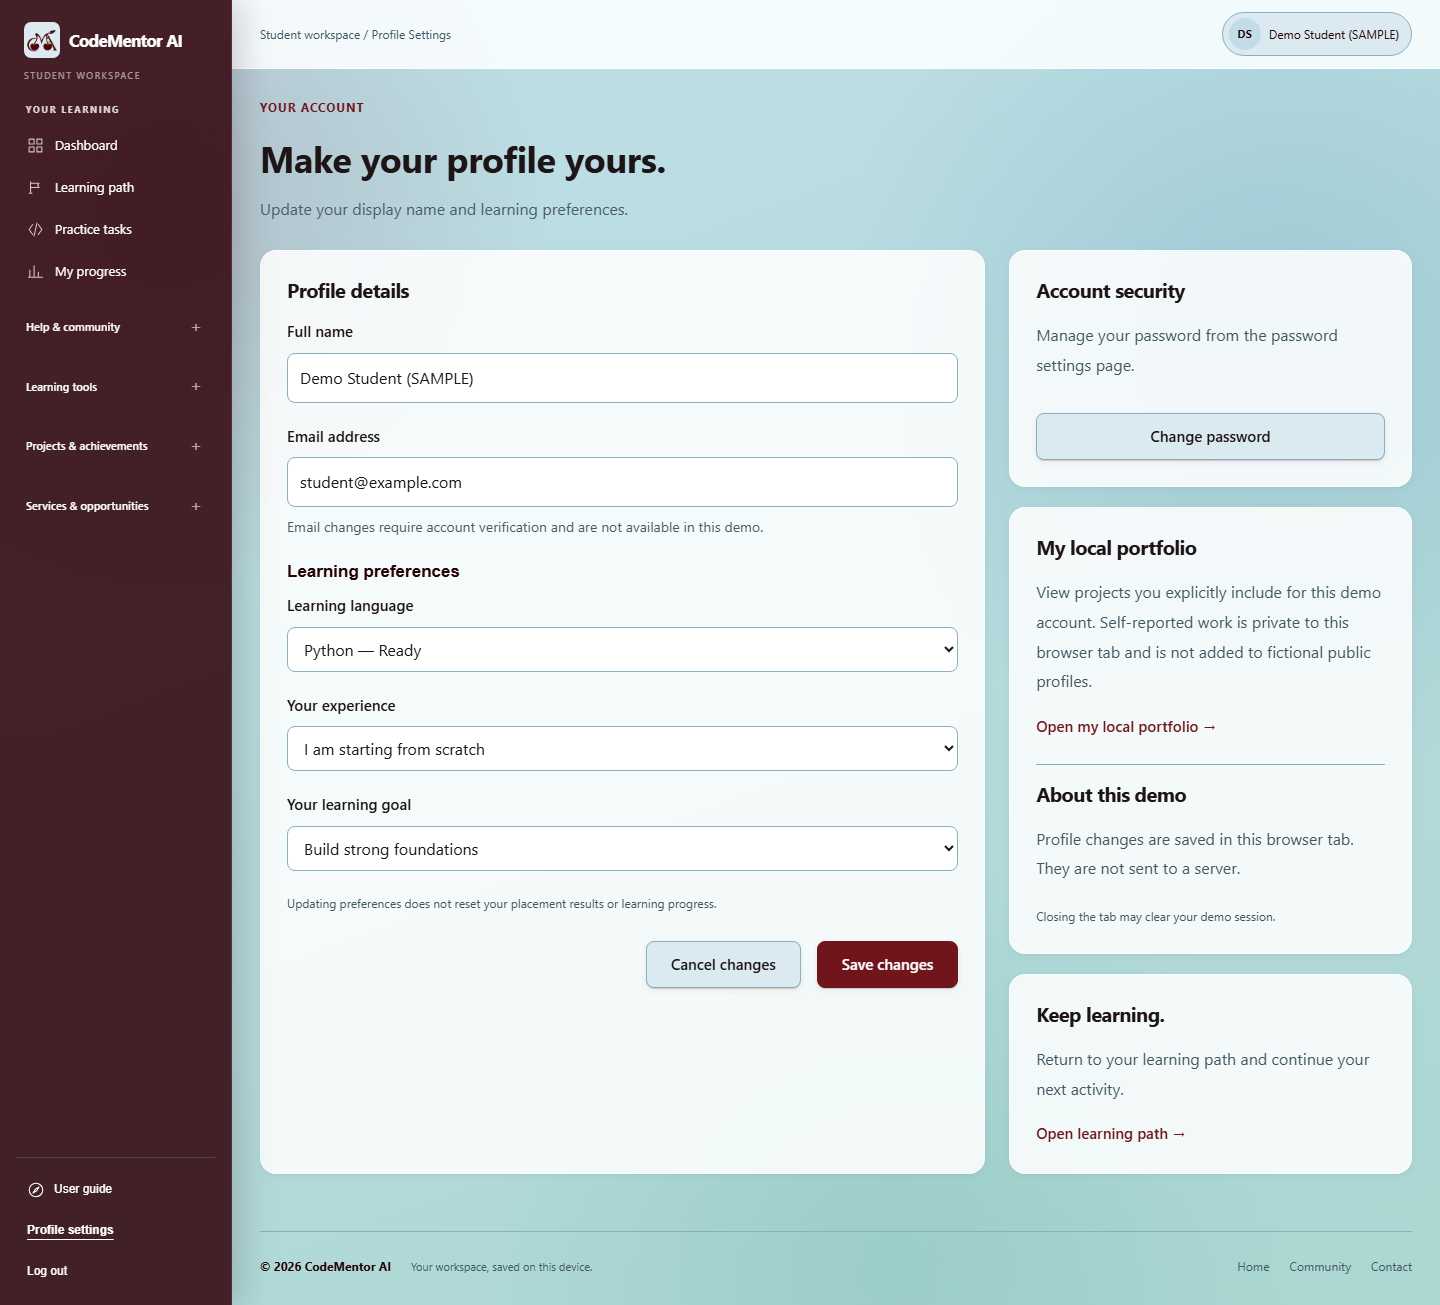 CodeMentor AI
STUDENT WORKSPACE
YOUR LEARNING
Dashboard
Learning path
Practice tasks
My progress
Help & community +
Learning tools +
Projects & achievements +
Services & opportunities +
User guide
Profile settings
Log out
Student workspace / Profile Settings
DS Demo Student (SAMPLE)
YOUR ACCOUNT
Make your profile yours.
Update your display name and learning preferences.
Profile details
Full name
Demo Student (SAMPLE)
Email address
student@example.com
Email changes require account verification and are not available in this demo.
Learning preferences
Learning language
Python — Ready
Your experience
I am starting from scratch
Your learning goal
Build strong foundations
Updating preferences does not reset your placement results or learning progress.
Cancel changes
Save changes
Account security
Manage your password from the password
settings page.
Change password
My local portfolio
View projects you explicitly include for this demo
account. Self-reported work is private to this
browser tab and is not added to fictional public
profiles.
Open my local portfolio →
About this demo
Profile changes are saved in this browser tab.
They are not sent to a server.
Closing the tab may clear your demo session.
Keep learning.
Return to your learning path and continue your
next activity.
Open learning path →
© 2026 CodeMentor AI Your workspace, saved on this device.
Home Community Contact